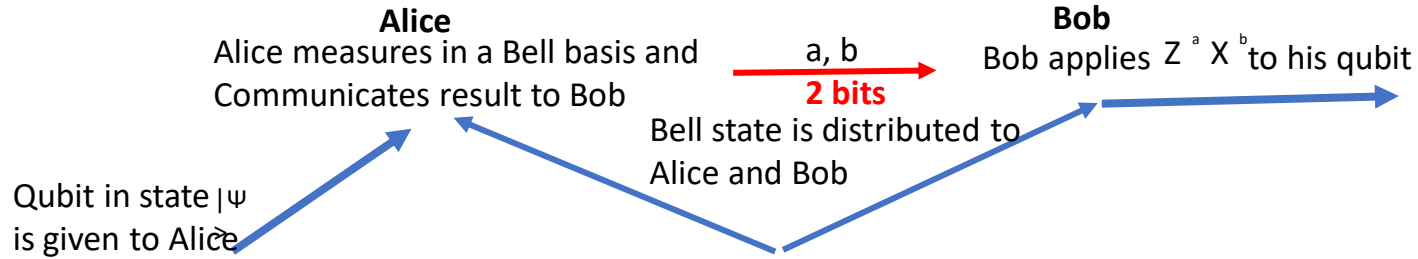 Alice
Alice measures in a Bell basis and
Communicates result to Bob
a, b
2 bits
Bob
Bob applies Z a X b to his qubit
Bell state is distributed to
Alice and Bob
Qubit in state |Ψ
>
is given to Alice